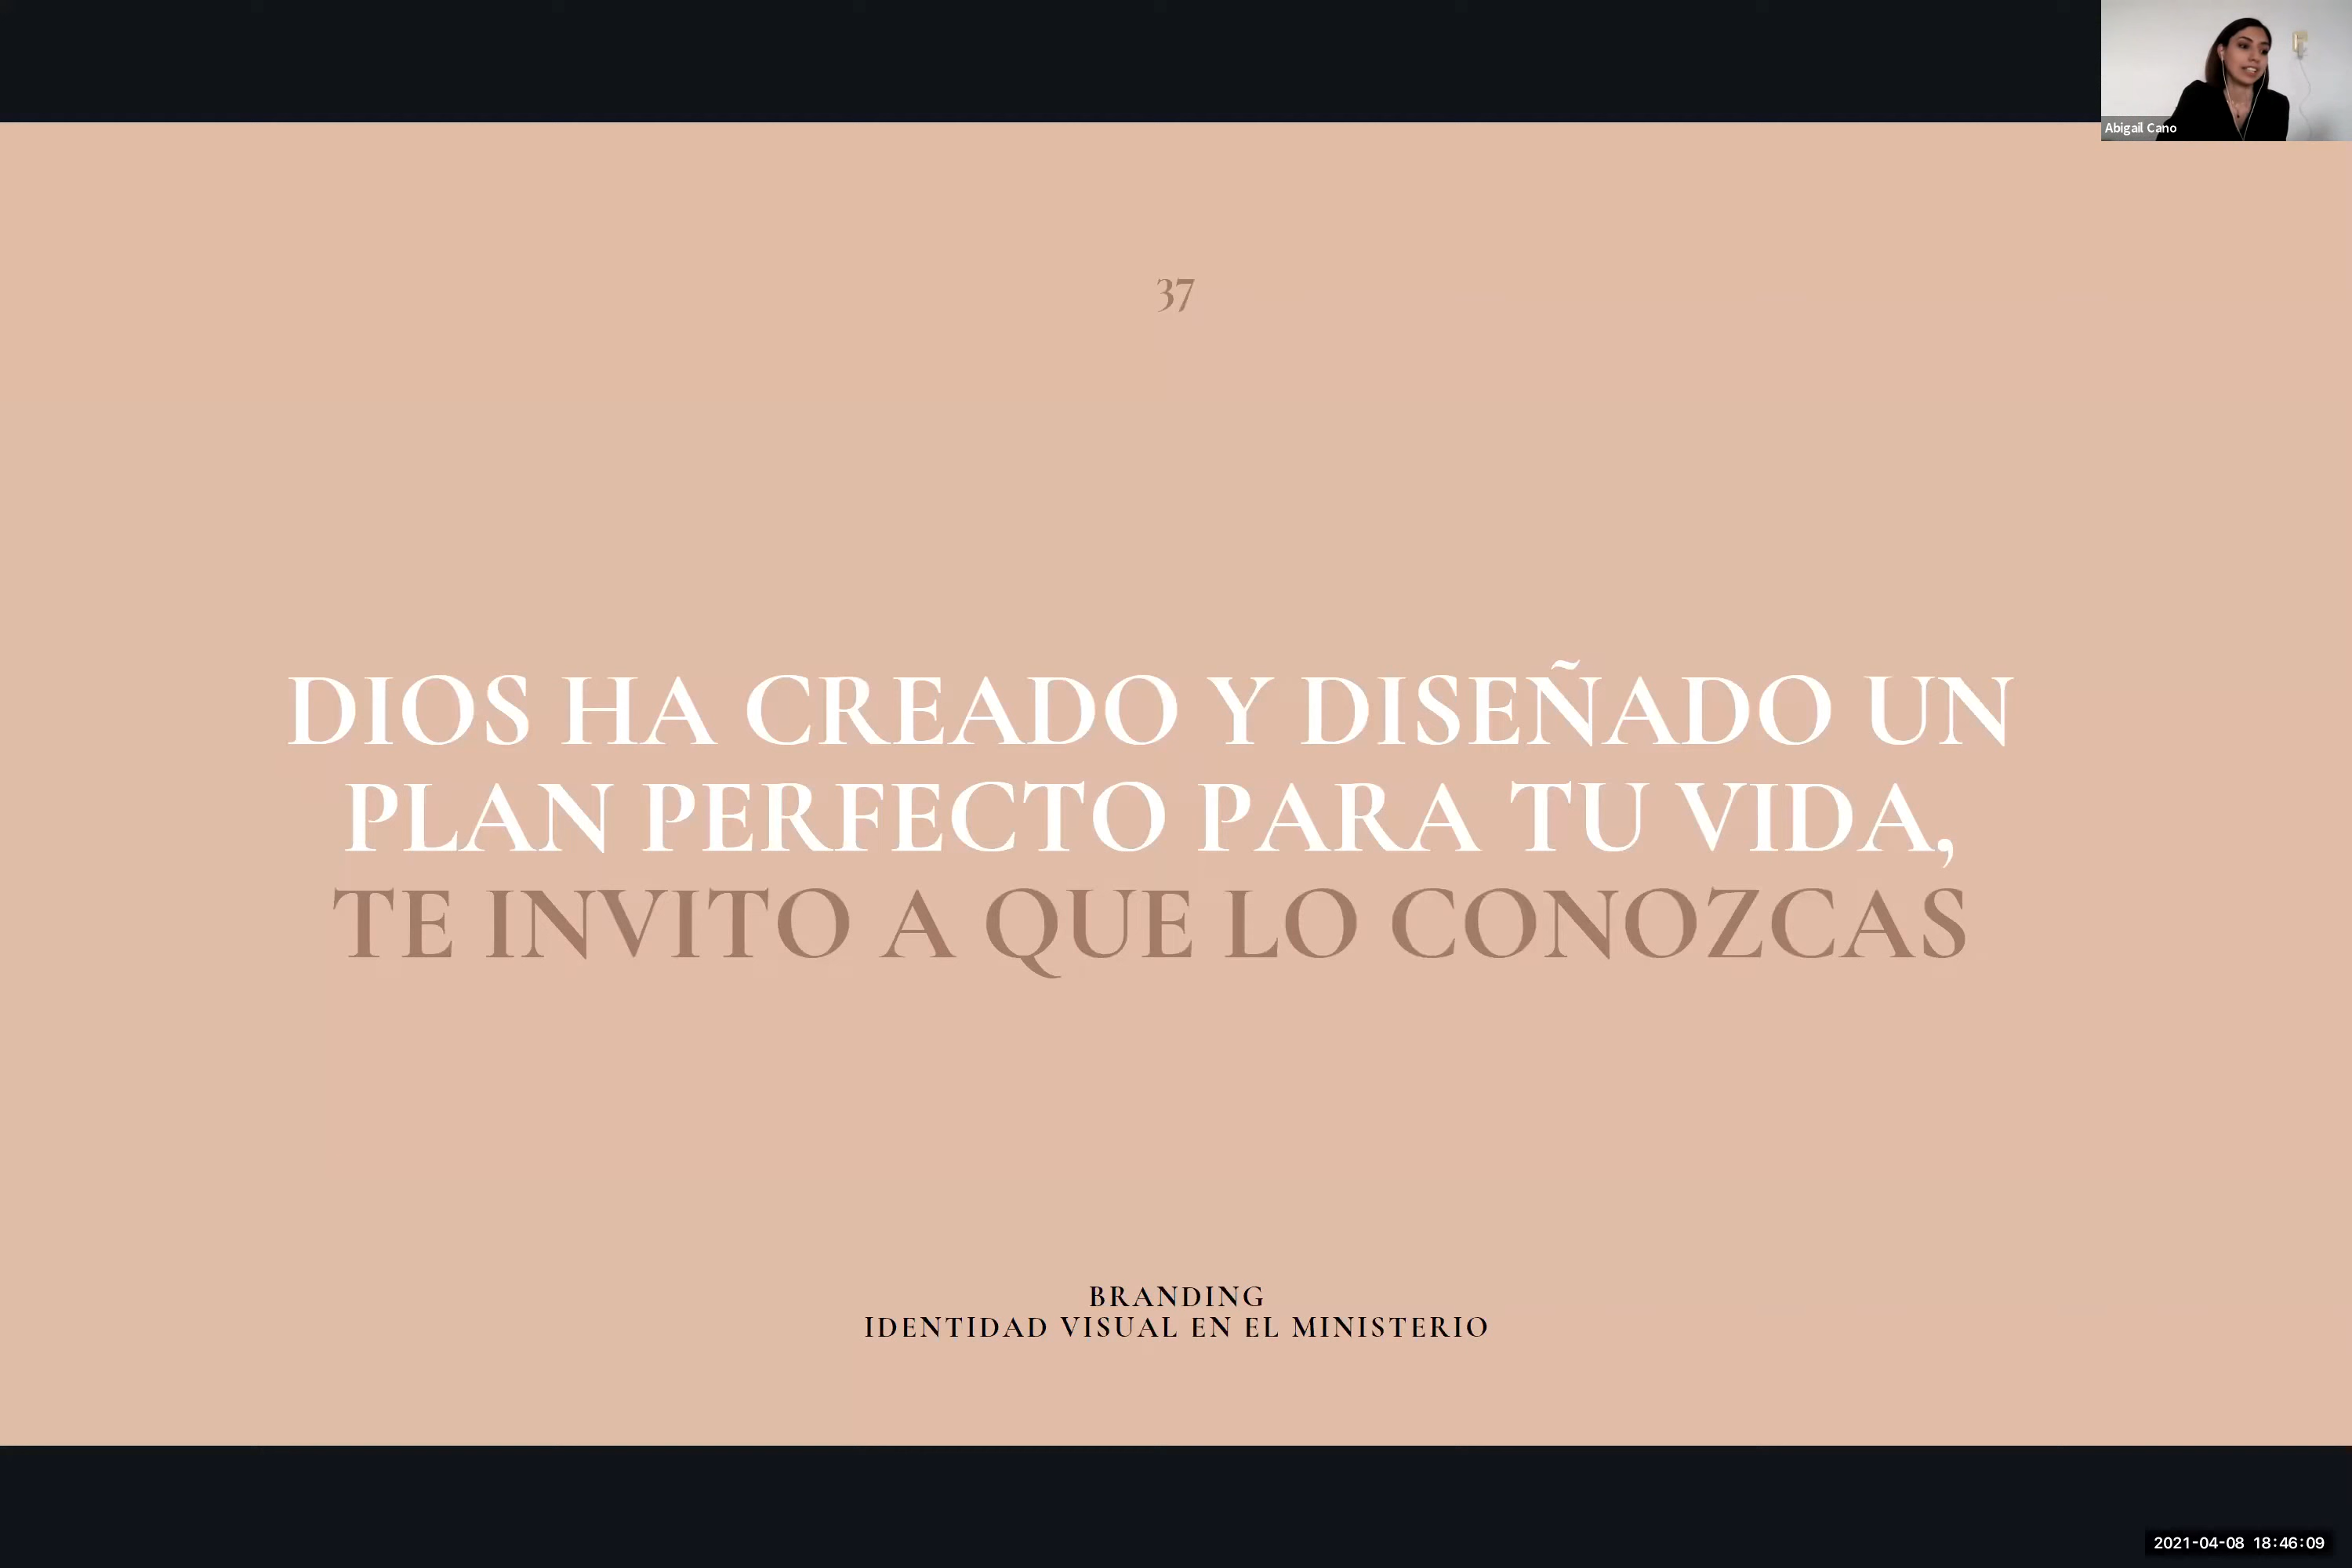 Abigail Cano
37
DIOS HA CREADO Y DISEÑADO UN
PLAN PERFECTO PARA TU VIDA,
TE INVITO A QUE LO CONOZCAS
BRANDING
IDENTIDAD VISUAL EN EL MINISTERIO
2021-04-08 18:46:09